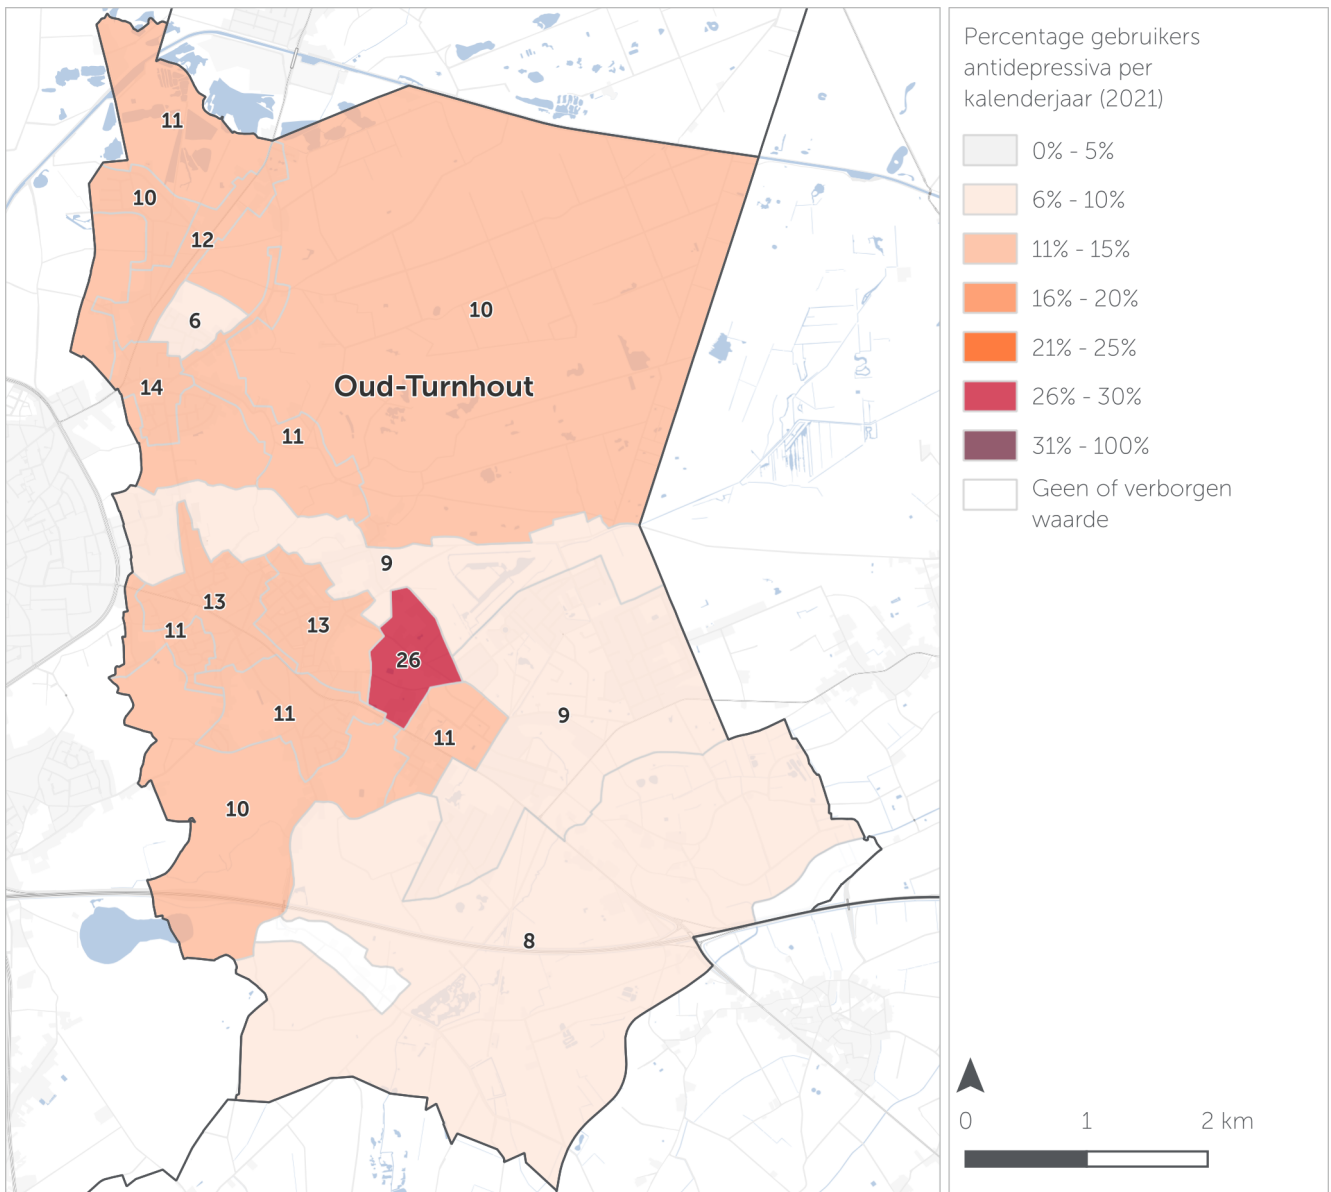 11
10
12
6
10
Oud-Turnhout
14
11
9
13
13
11
26
11
9
11
10
8
Percentage gebruikers
antidepressiva per
kalenderjaar (2021)
0% - 5%
6% - 10%
11% - 15%
16% - 20%
21% - 25%
26% - 30%
31% - 100%
Geen of verborgen
waarde
0 1 2 km